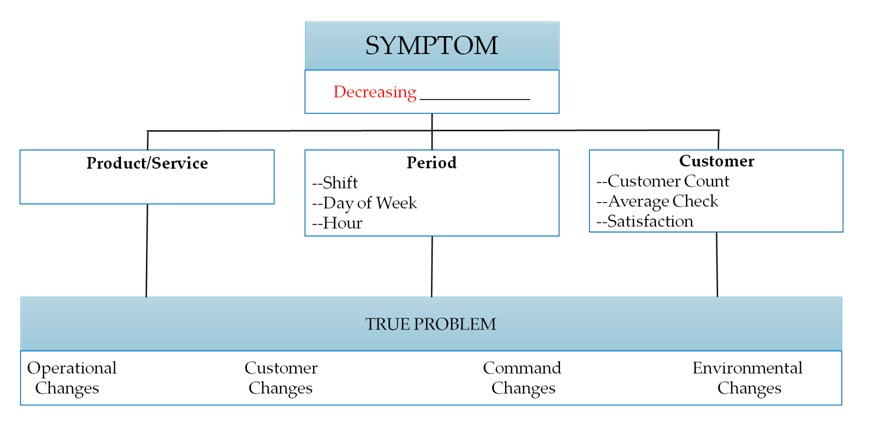 SYMPTOM
Decreasing ____________
Product/Service
Period
--Shift
--Day of Week
--Hour
Customer
--Customer Count
--Average Check
--Satisfaction
TRUE PROBLEM
Operational
Changes
Customer
Changes
Command
Changes
Environmental
Changes